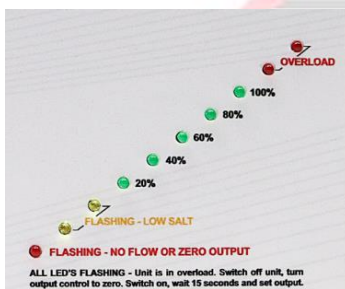 OVERLOAD
100%
80%
60%
40%
20%
FLASHING - LOW SALT
FLASHING - NO FLOW OR ZERO OUTPUT
ALL LED'S FLASHING - Unit is in overload. Switch off unit, turn
output control to zero. Switch on, wait 15 seconds and set output.